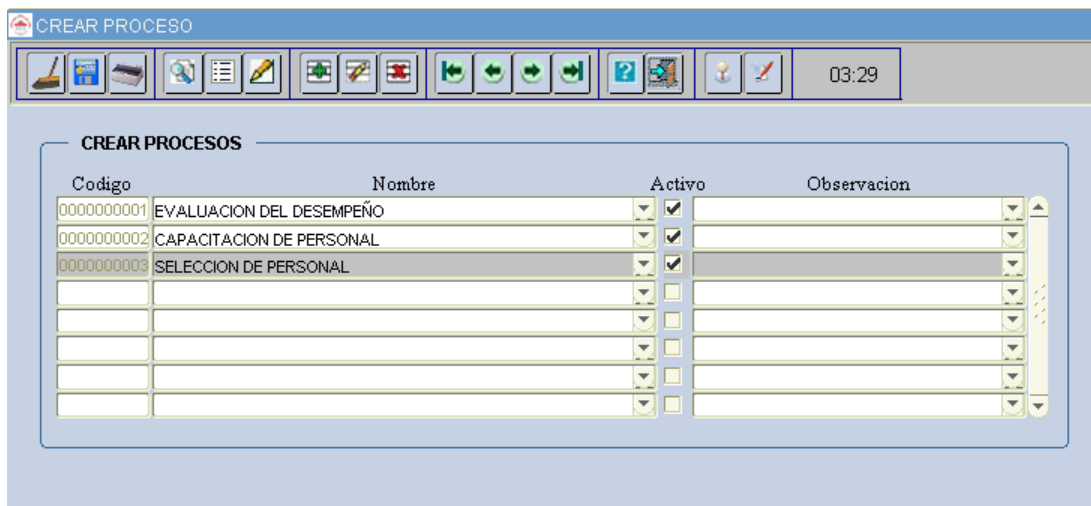 CREAR PROCESO
03:29
CREAR PROCESOS
Codigo Nombre Activo Observacion
0000000001 EVALUACION DEL DESEMPEÑO
0000000002 CAPACITACION DE PERSONAL
0000000003 SELECCION DE PERSONAL